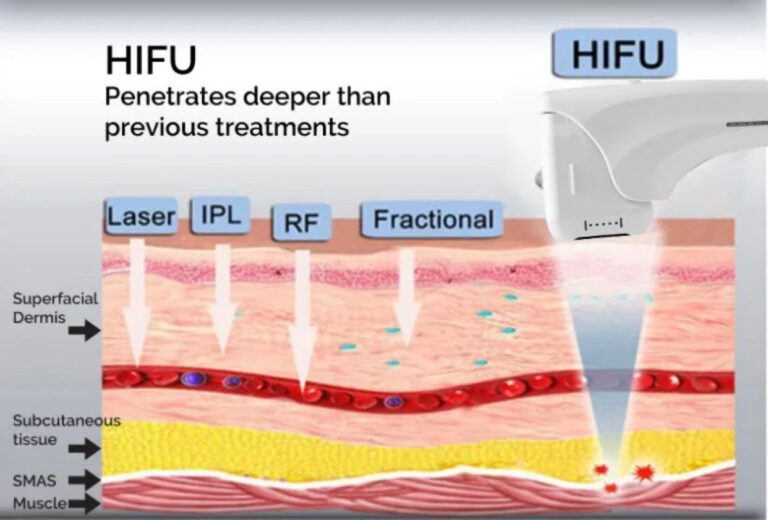 HIFU
Penetrates deeper than
previous treatments
HIFU
Laser
IPL
RF
Fractional
Superfacial
Dermis
Subcutaneous
tissue
SMAS
Muscle